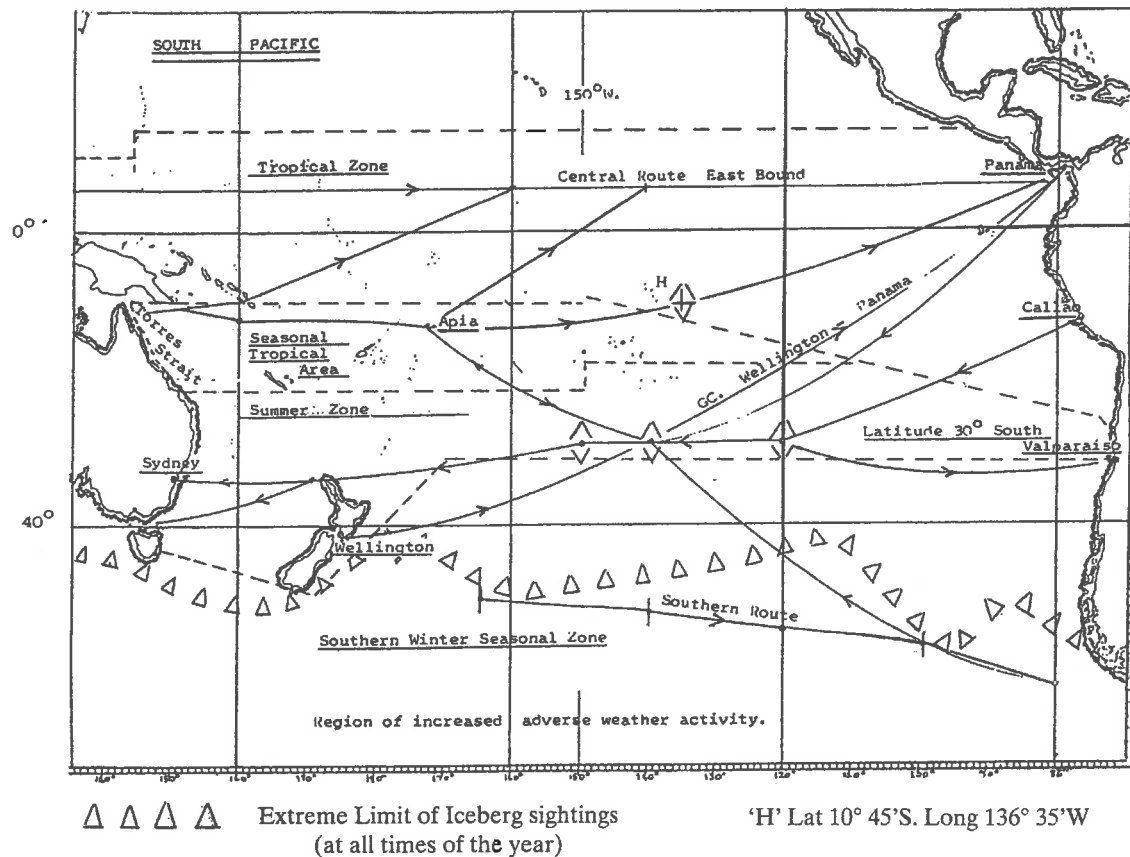 SOUTH PACIFIC
150°W.
Tropical Zone
Panama
Central Route East Bound
0°
H
Torres
Strait
Apia
Callao
Seasonal
Tropical
Area
GC. Wellington Panama
Summer Zone
Latitude 30° South
Valparaiso
Sydney
40°
Wellington
Southern Route
Southern Winter Seasonal Zone
Region of increased adverse weather activity.
Extreme Limit of Iceberg sightings
(at all times of the year)
'H' Lat 10° 45'S. Long 136° 35'W